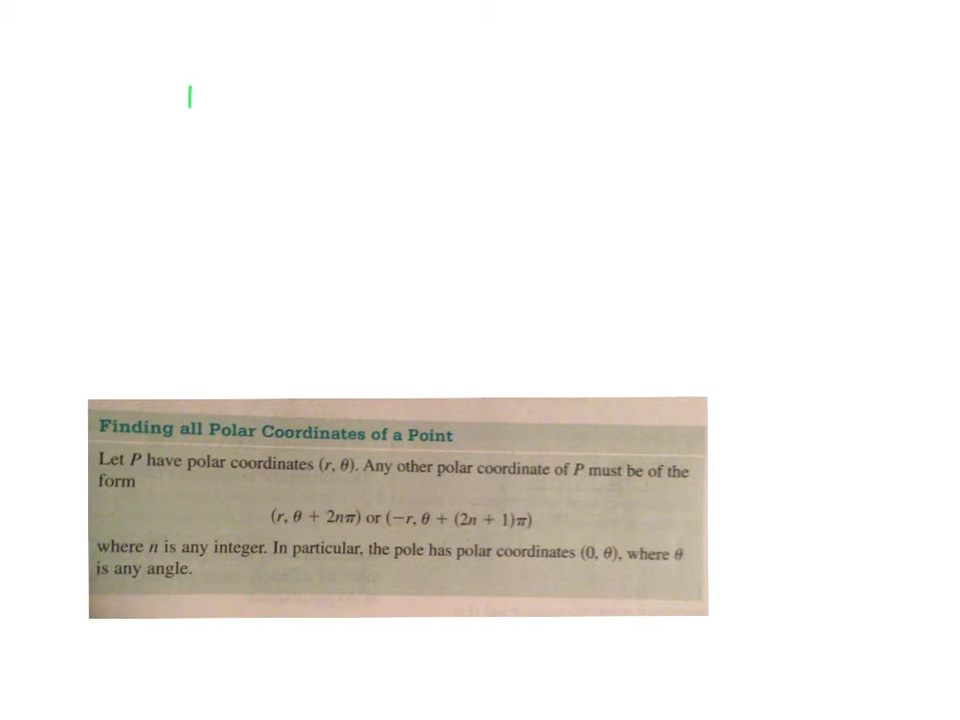 Finding all Polar Coordinates of a Point
Let P have polar coordinates (r, θ). Any other polar coordinate of P must be of the
form
(r, θ + 2nπ) or (−r, θ + (2n + 1)π)
where n is any integer. In particular, the pole has polar coordinates (0, θ), where θ
is any angle.